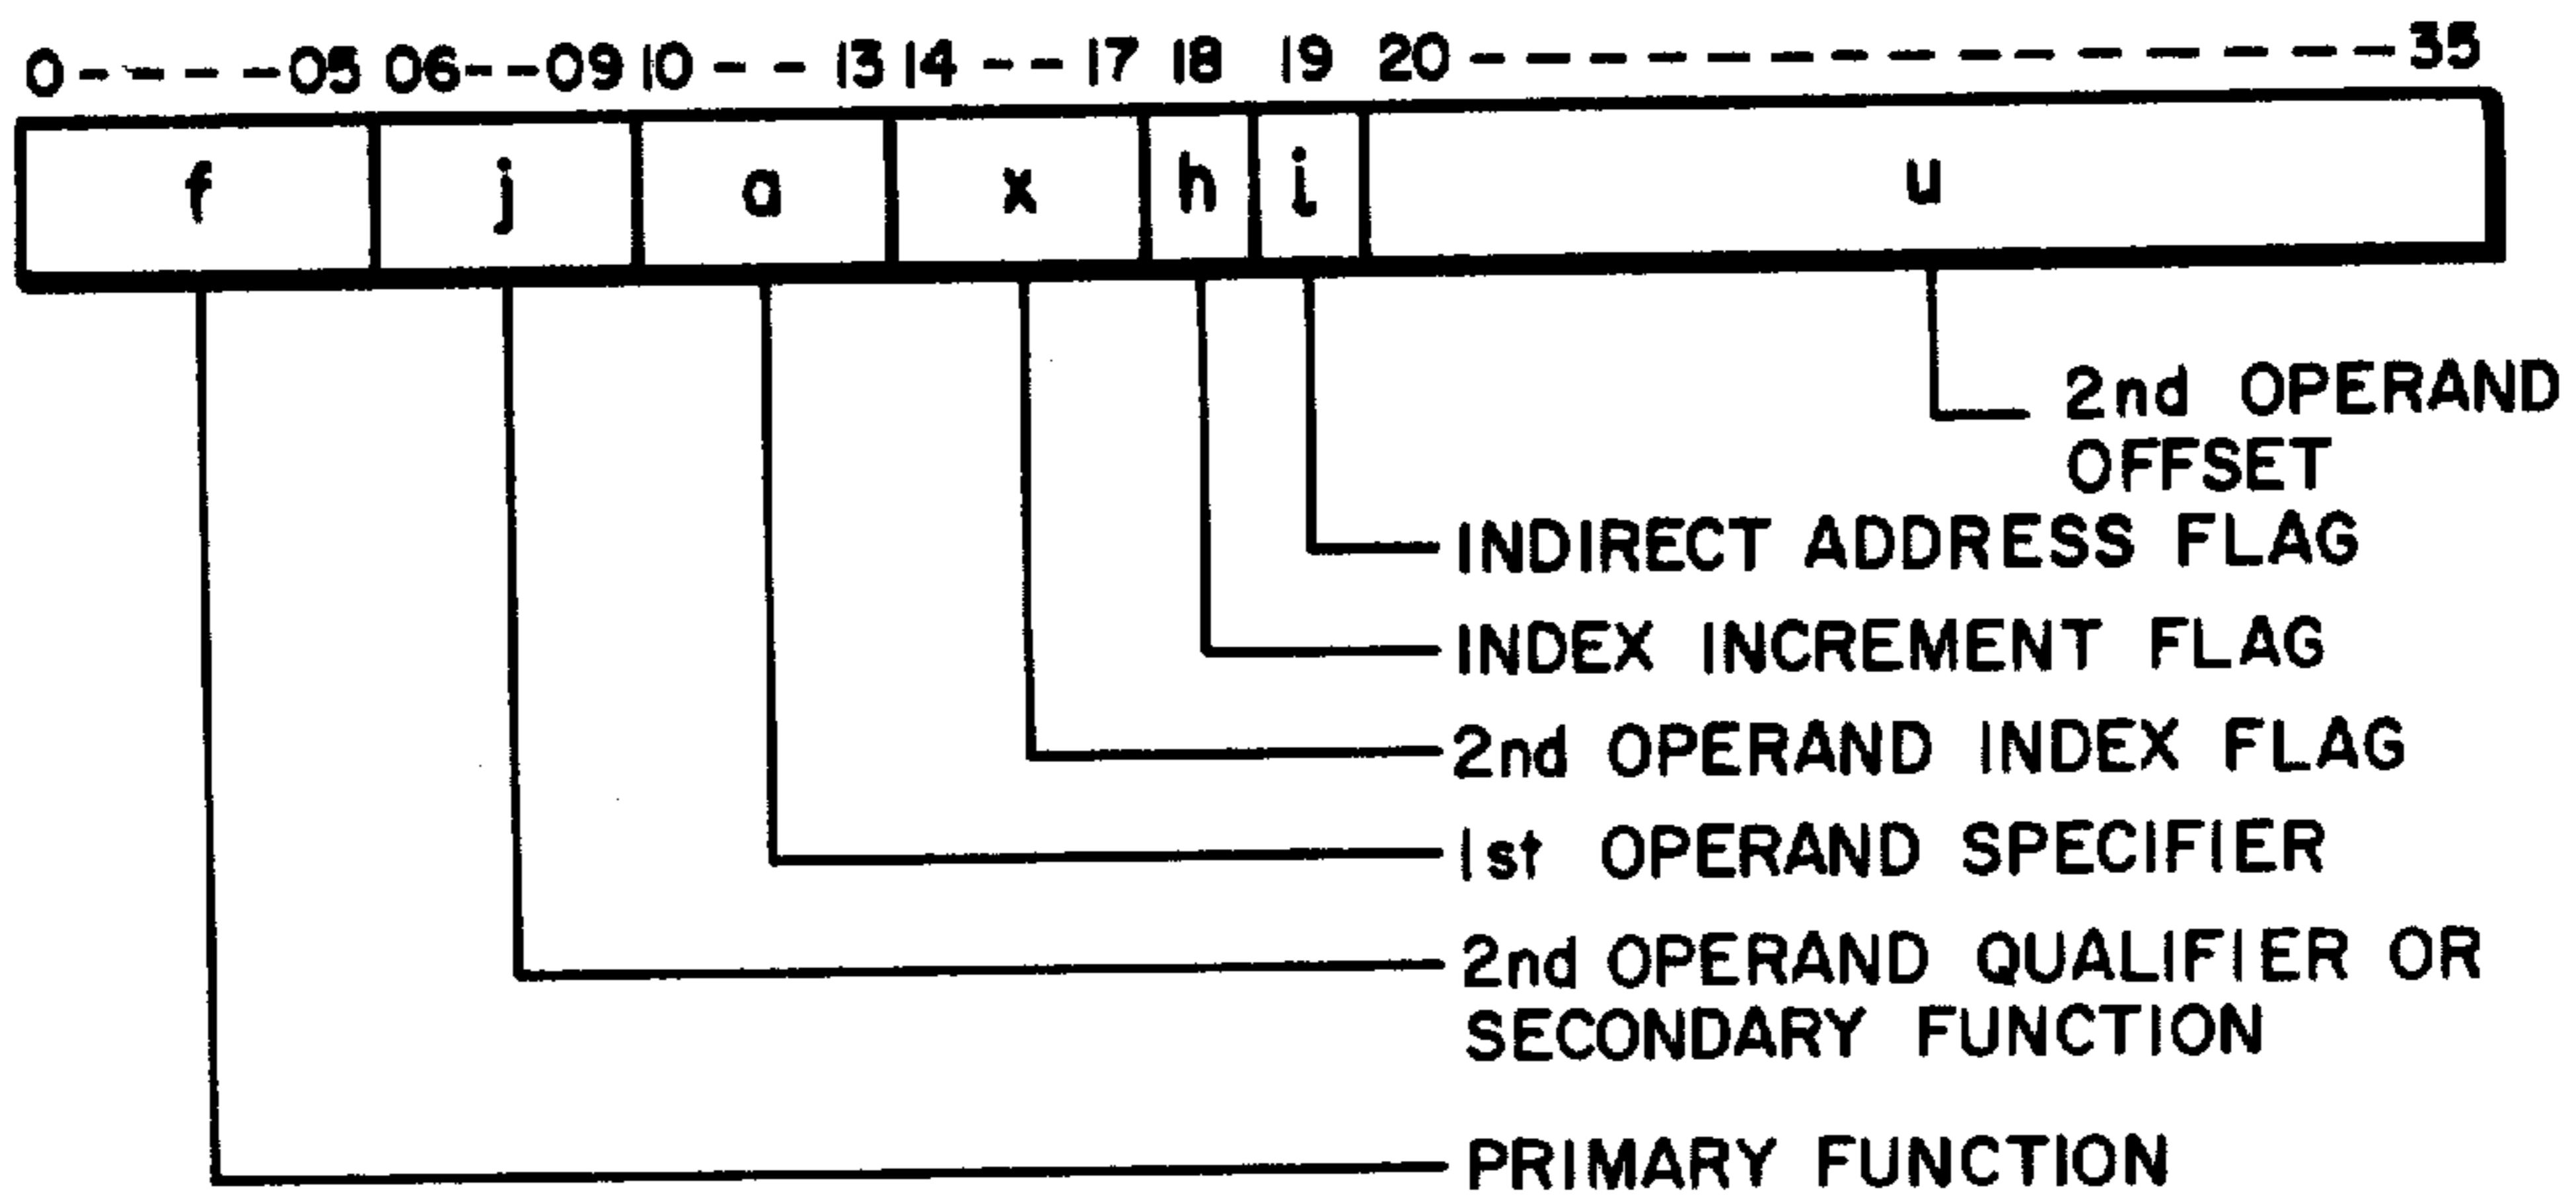 0-----05 06--09 10 -- 13 14 -- 17 18 19 20 --------------35
f j a x h i u
2nd OPERAND
OFFSET
INDIRECT ADDRESS FLAG
INDEX INCREMENT FLAG
2nd OPERAND INDEX FLAG
1st OPERAND SPECIFIER
2nd OPERAND QUALIFIER OR
SECONDARY FUNCTION
PRIMARY FUNCTION